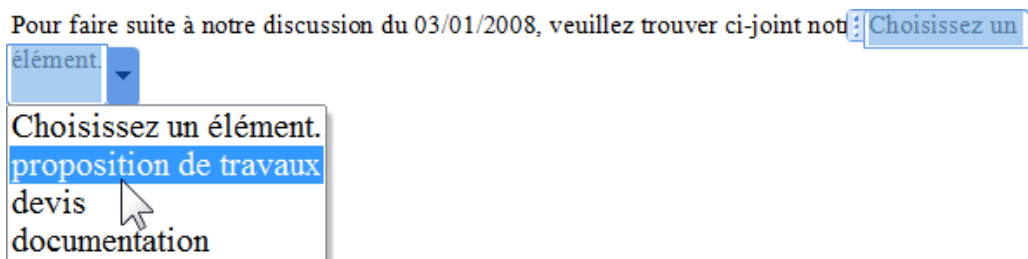 Pour faire suite à notre discussion du 03/01/2008, veuillez trouver ci-joint notr Choisissez un
élément.
Choisissez un élément.
proposition de travaux
devis
documentation